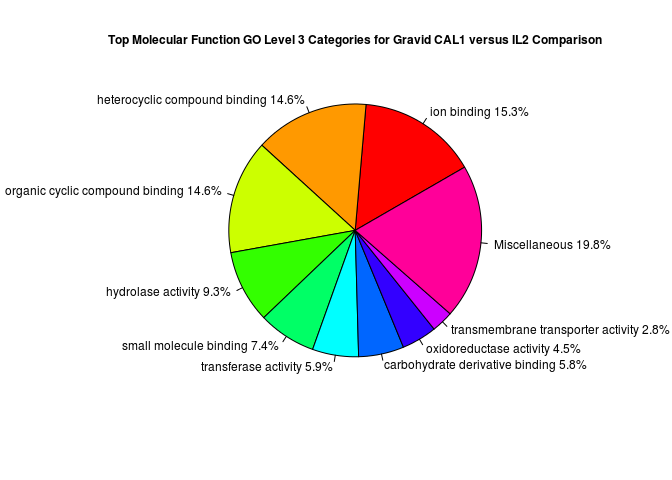 Top Molecular Function GO Level 3 Categories for Gravid CAL1 versus IL2 Comparison
heterocyclic compound binding 14.6%
ion binding 15.3%
organic cyclic compound binding 14.6%
Miscellaneous 19.8%
hydrolase activity 9.3%
transmembrane transporter activity 2.8%
small molecule binding 7.4%
oxidoreductase activity 4.5%
transferase activity 5.9%
carbohydrate derivative binding 5.8%